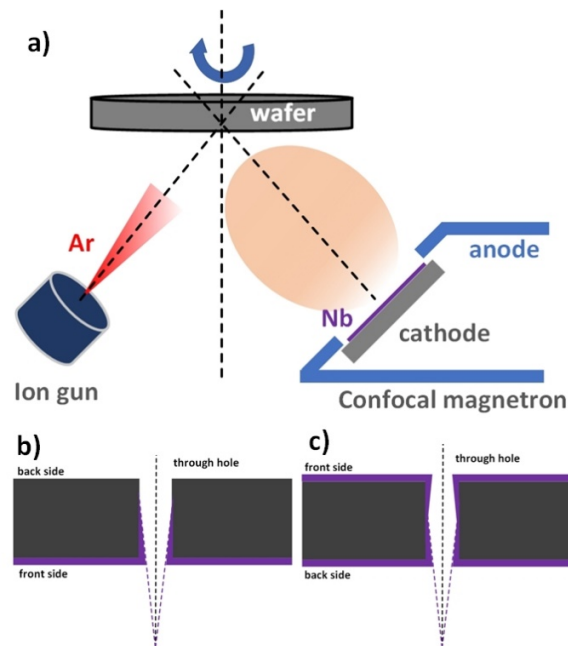 a)
wafer
Ar
anode
Nb
cathode
Ion gun
Confocal magnetron
b)
back side
through hole
front side
c)
front side
through hole
back side